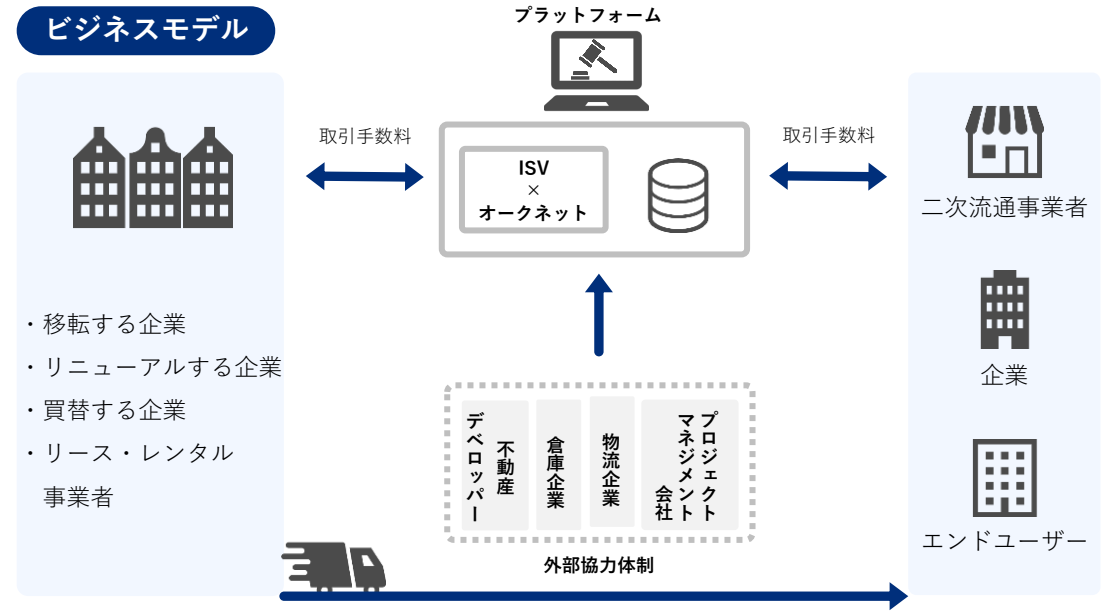 ビジネスモデル
プラットフォーム
取引手数料
取引手数料
ISV
×
オークネット
・移転する企業
・リニューアルする企業
・買替する企業
・リース・レンタル
事業者
不動産
デベロッパー
倉庫企業
物流企業
プロジェクト
マネジメント
会社
外部協力体制
二次流通事業者
企業
エンドユーザー